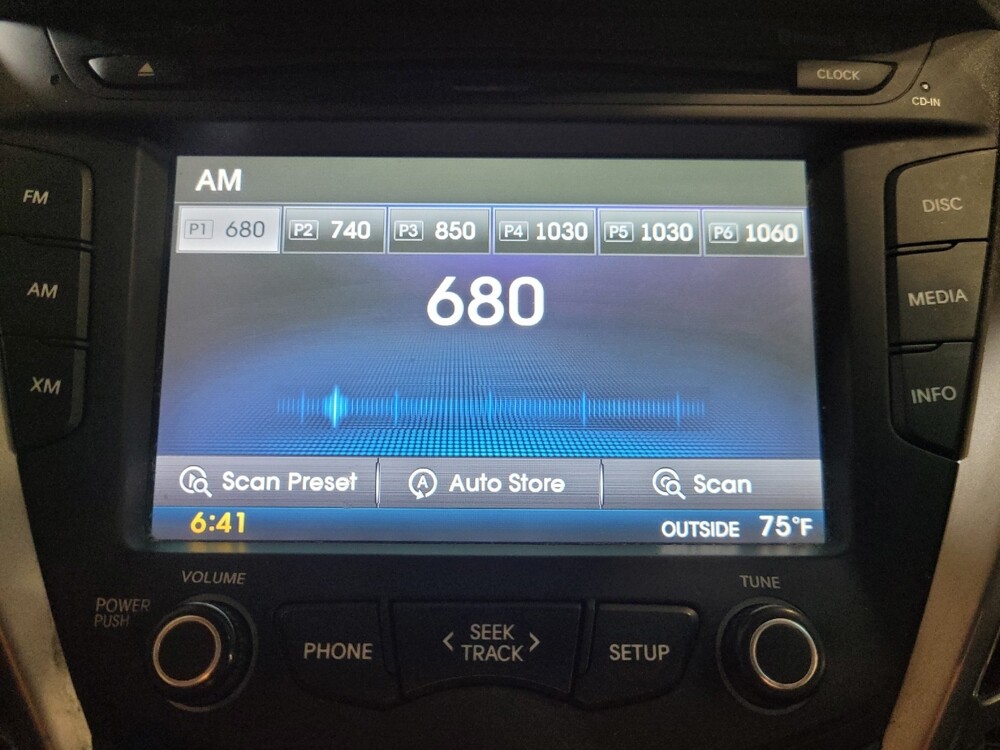 CLOCK
CD-IN
FM
AM
XM
DISC
MEDIA
INFO
AM
P1 680 P2 740 P3 850 P4 1030 P5 1030 P6 1060
680
Scan Preset A Auto Store Scan
6:41 OUTSIDE 75°F
VOLUME
TUNE
POWER
PUSH
PHONE
< SEEK >
TRACK
SETUP